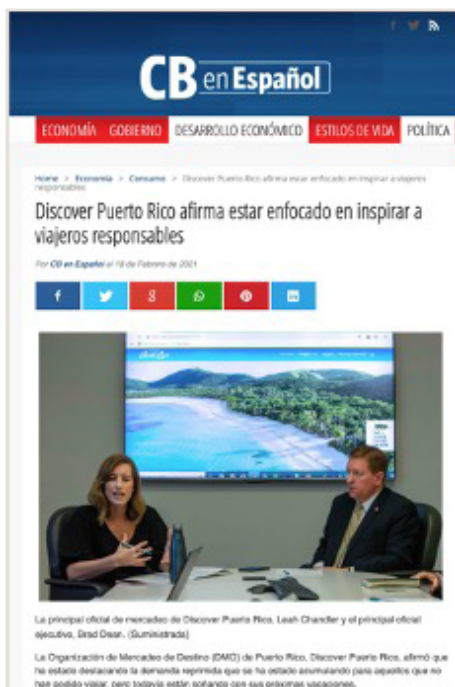 CB en Español
ECONOMÍA GOBIERNO DESARROLLO ECONÓMICO ESTILOS DE VIDA POLÍTICA
Home > Economía > Consumo > Discover Puerto Rico afirma estar enfocado en inspirar a viajeros
responsables
Discover Puerto Rico afirma estar enfocado en inspirar a
viajeros responsables
Por CB en Español el 18 de Febrero de 2021
La principal oficial de mercadeo de Discover Puerto Rico, Leah Chandler y el principal oficial
ejecutivo, Brad Dean. (Suministrada)
La Organización de Mercadeo de Destino (DMO) de Puerto Rico, Discover Puerto Rico, afirmó que
ha estado destacando la demanda reprimida que se ha estado acumulando para aquellos que no
han podido viajar, pero todavía están soñando con sus próximas vacaciones.